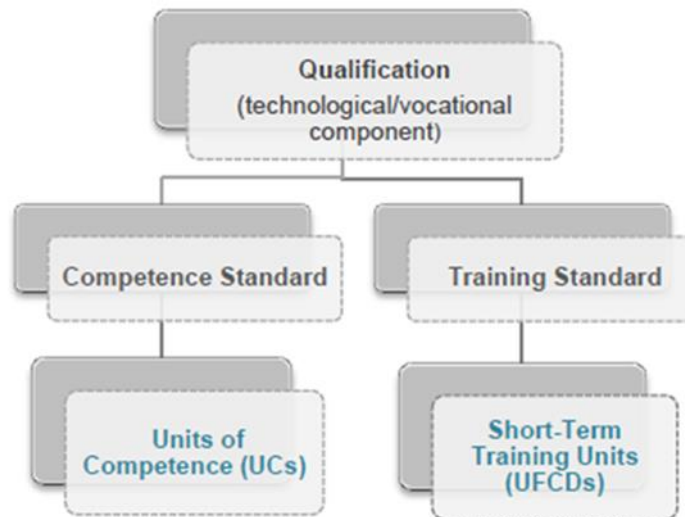 Qualification
(technological/vocational
component)
Competence Standard
Training Standard
Units of
Competence (UCs)
Short-Term
Training Units
(UFCDs)